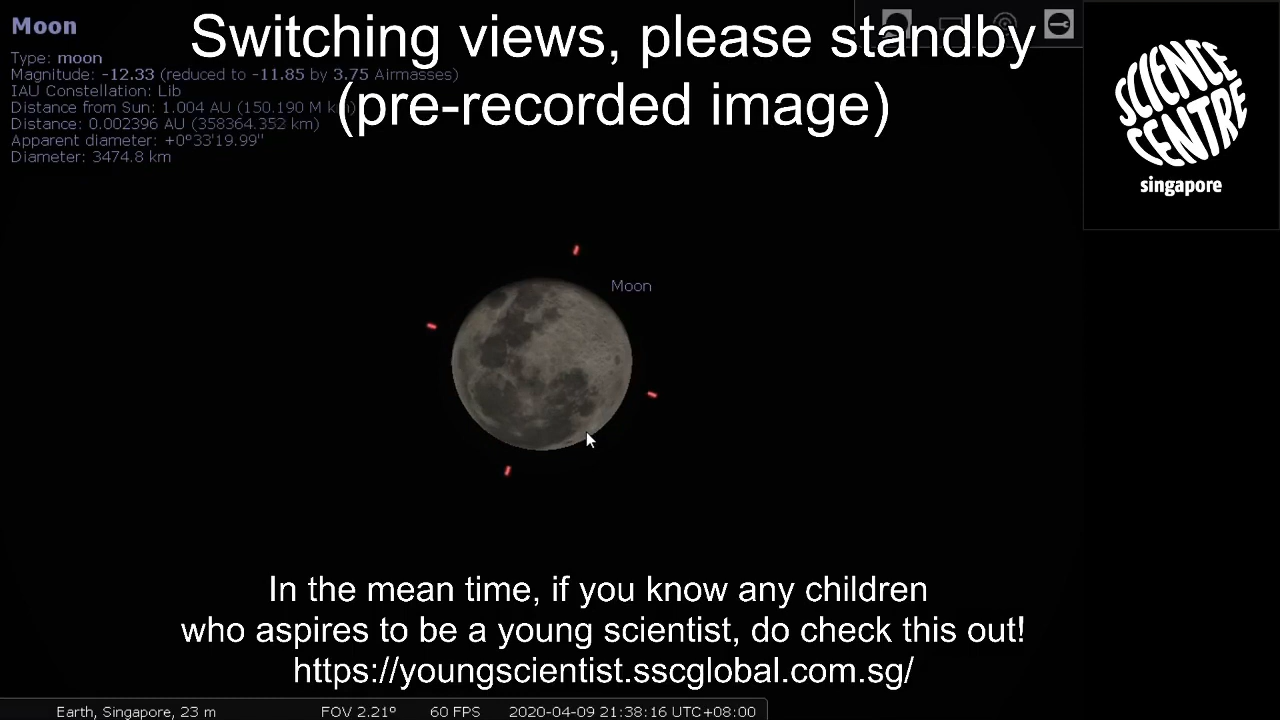 Moon
Switching views, please standby
(pre-recorded image)
Type: moon
Magnitude: -12.33 (reduced to -11.85 by 3.75 Airmasses)
IAU Constellation: Lib
Distance from Sun: 1.004 AU (150.190 M km)
Distance: 0.002396 AU (358364.352 km)
Apparent diameter: +0°33'19.99"
Diameter: 3474.8 km
SCIENCE
CENTRE
singapore
Moon
In the mean time, if you know any children
who aspires to be a young scientist, do check this out!
https://youngscientist.sscglobal.com.sg/
Earth, Singapore, 23 m FOV 2.21° 60 FPS 2020-04-09 21:38:16 UTC+08:00